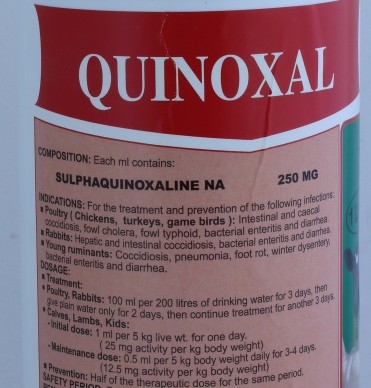 QUINOXAL
COMPOSITION: Each ml contains:
SULPHAQUINOXALINE NA 250 MG
INDICATIONS: For the treatment and prevention of the following infections:
▪ Poultry ( Chickens, turkeys, game birds ): Intestinal and caecal
coccidiosis, fowl cholera, fowl typhoid, bacterial enteritis and diarrhea.
▪ Rabbits: Hepatic and intestinal coccidiosis, bacterial enteritis and diarrhea.
▪ Young ruminants: Coccidiosis, pneumonia, foot rot, winter dysentery,
bacterial enteritis and diarrhea.
DOSAGE:
▪ Treatment:
▪ Poultry, Rabbits: 100 ml per 200 litres of drinking water for 3 days, then
give plain water only for 2 days, then continue treatment for another 3 days.
▪ Calves, Lambs, Kids:
- Initial dose: 1 ml per 5 kg live wt. for one day.
( 25 mg activity per kg body weight)
- Maintenance dose: 0.5 ml per 5 kg body weight daily for 3-4 days.
(12.5 mg activity per kg body weight)
▪ Prevention: Half of the therapeutic dose for the same period.
SAFETY PERIOD: